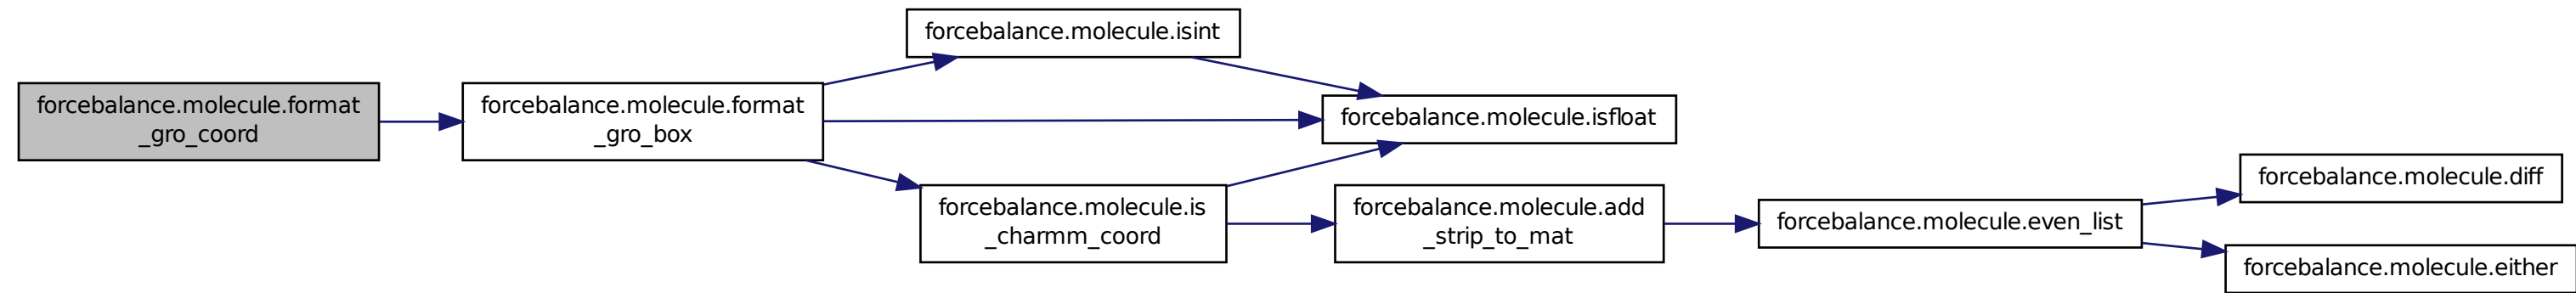 forcebalance.molecule.format
_gro_coord
forcebalance.molecule.format
_gro_box
forcebalance.molecule.isint
forcebalance.molecule.isfloat
forcebalance.molecule.is
_charmm_coord
forcebalance.molecule.add
_strip_to_mat
forcebalance.molecule.even_list
forcebalance.molecule.diff
forcebalance.molecule.either